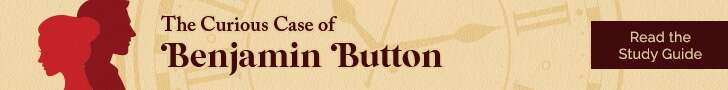 The Curious Case of
Benjamin Button
Read the
Study Guide